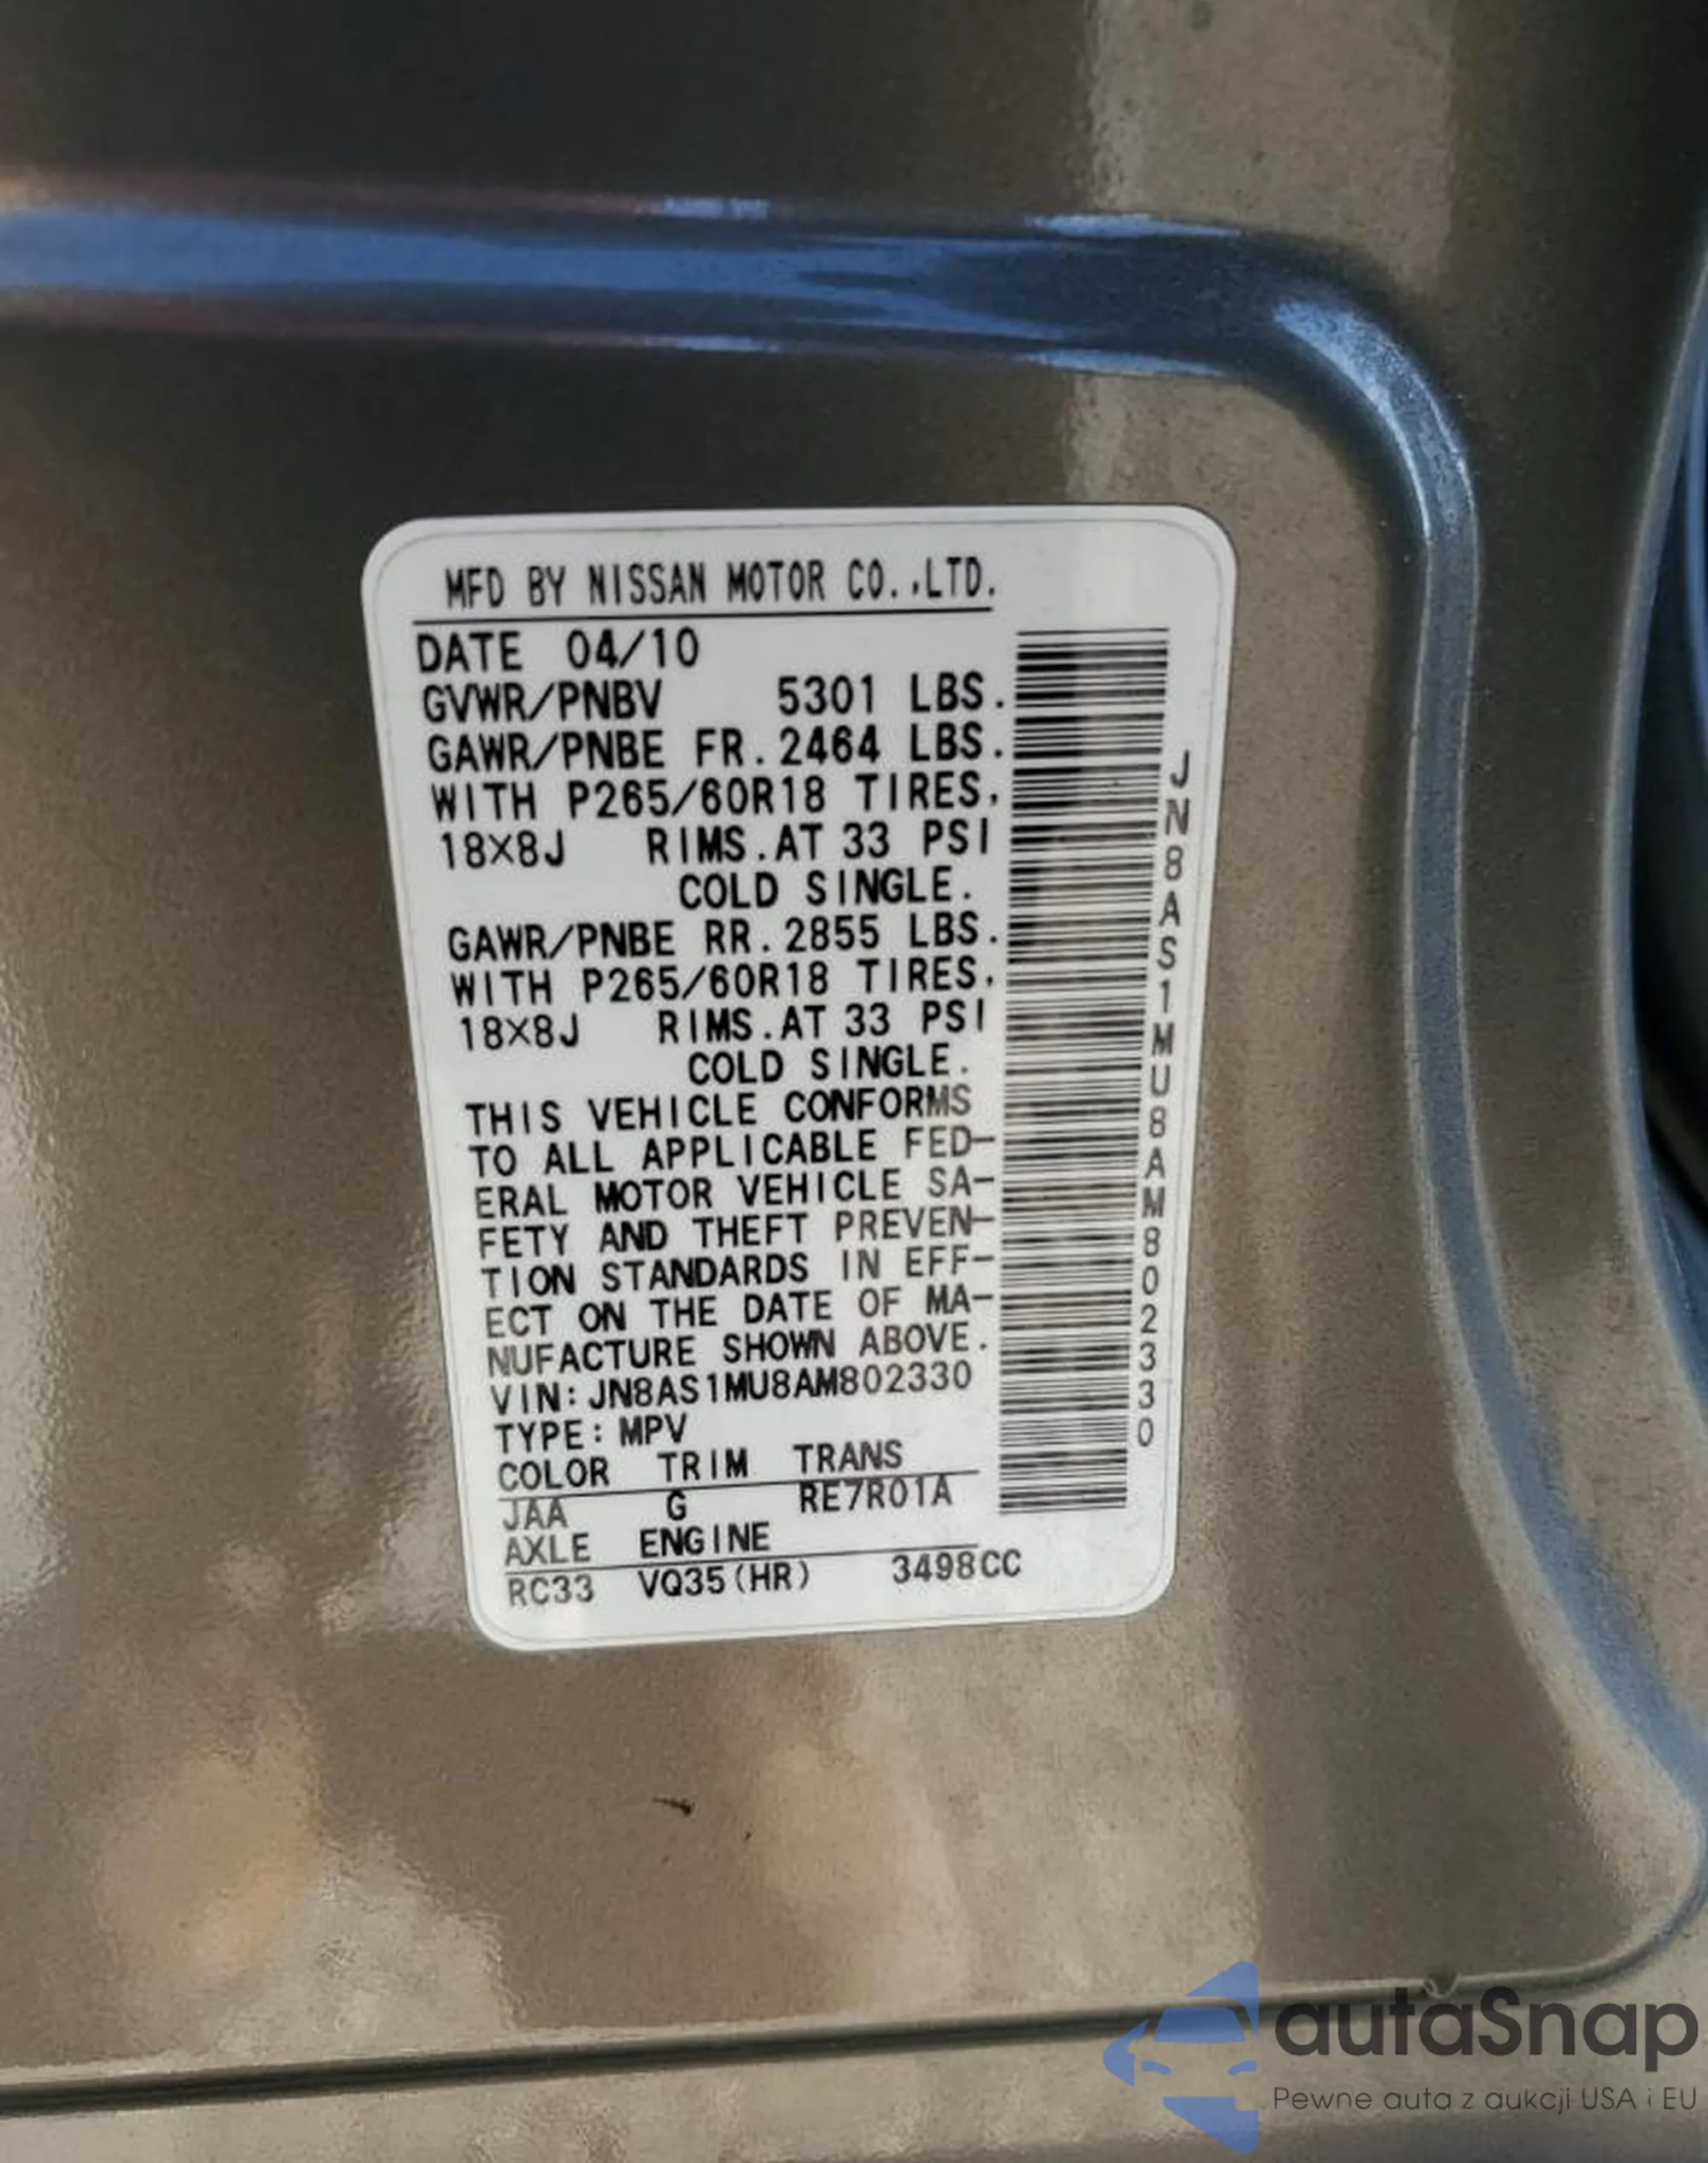 MFD BY NISSAN MOTOR CO.,LTD.
DATE 04/10
GVWR/PNBV 5301 LBS.
GAWR/PNBE FR.2464 LBS.
WITH P265/60R18 TIRES,
18X8J RIMS.AT 33 PSI
COLD SINGLE.
GAWR/PNBE RR.2855 LBS.
WITH P265/60R18 TIRES,
18X8J RIMS.AT 33 PSI
COLD SINGLE.
THIS VEHICLE CONFORMS
TO ALL APPLICABLE FED-
ERAL MOTOR VEHICLE SA-
FETY AND THEFT PREVEN-
TION STANDARDS IN EFF-
ECT ON THE DATE OF MA-
NUFACTURE SHOWN ABOVE.
VIN:JN8AS1MU8AM802330
TYPE:MPV
COLOR TRIM TRANS
JAA G RE7R01A
AXLE ENGINE
RC33 VQ35(HR) 3498CC
JN8AS1MU8AM802330
autaSnap
Pewne auta z aukcji USA i EU